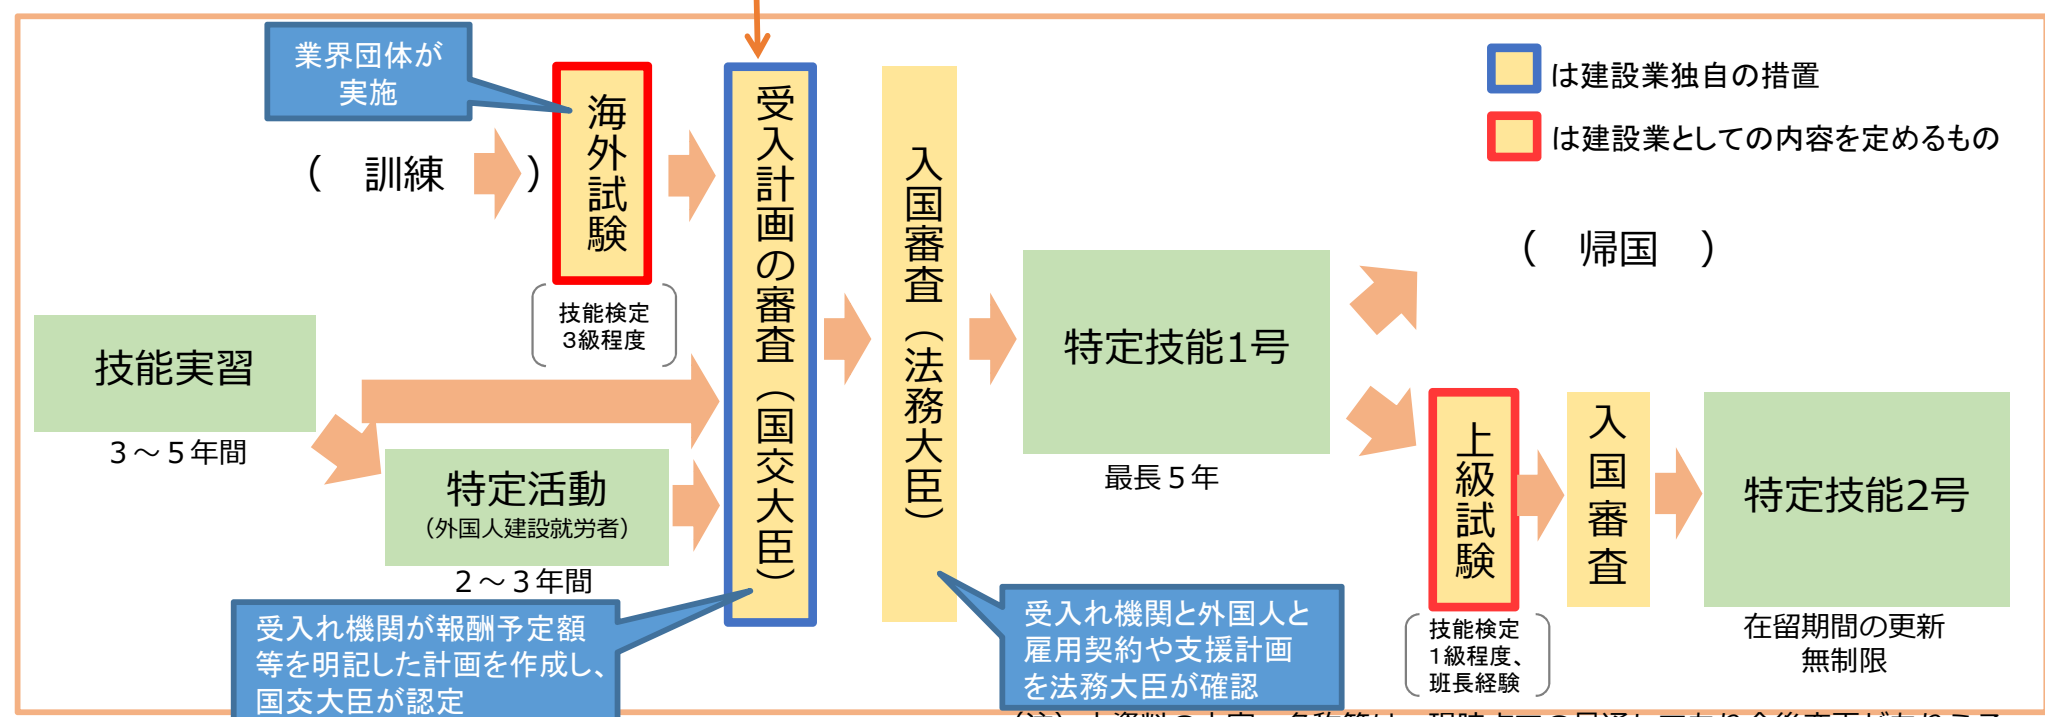 業界団体が
実施
は建設業独自の措置
は建設業としての内容を定めるもの
(　訓練　)
海外試験
技能検定
3級程度
受入計画の審査（国交大臣）
入国審査（法務大臣）
(　帰国　)
技能実習
3～5年間
特定活動
(外国人建設就労者)
2～3年間
特定技能1号
最長5年
上級試験
技能検定
1級程度、
班長経験
入国審査
特定技能2号
在留期間の更新
無制限
受入れ機関が報酬予定額
等を明記した計画を作成し、
国交大臣が認定
受入れ機関と外国人と
雇用契約や支援計画
を法務大臣が確認